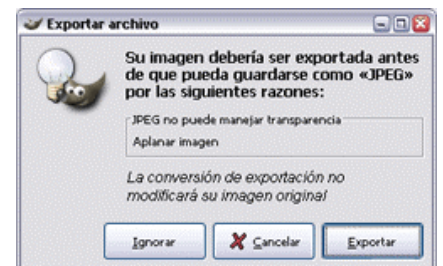 Exportar archivo
Su imagen debería ser exportada antes
de que pueda guardarse como «JPEG»
por las siguientes razones:
JPEG no puede manejar transparencia
Aplanar imagen
La conversión de exportación no
modificará su imagen original
Ignorar
Cancelar
Exportar